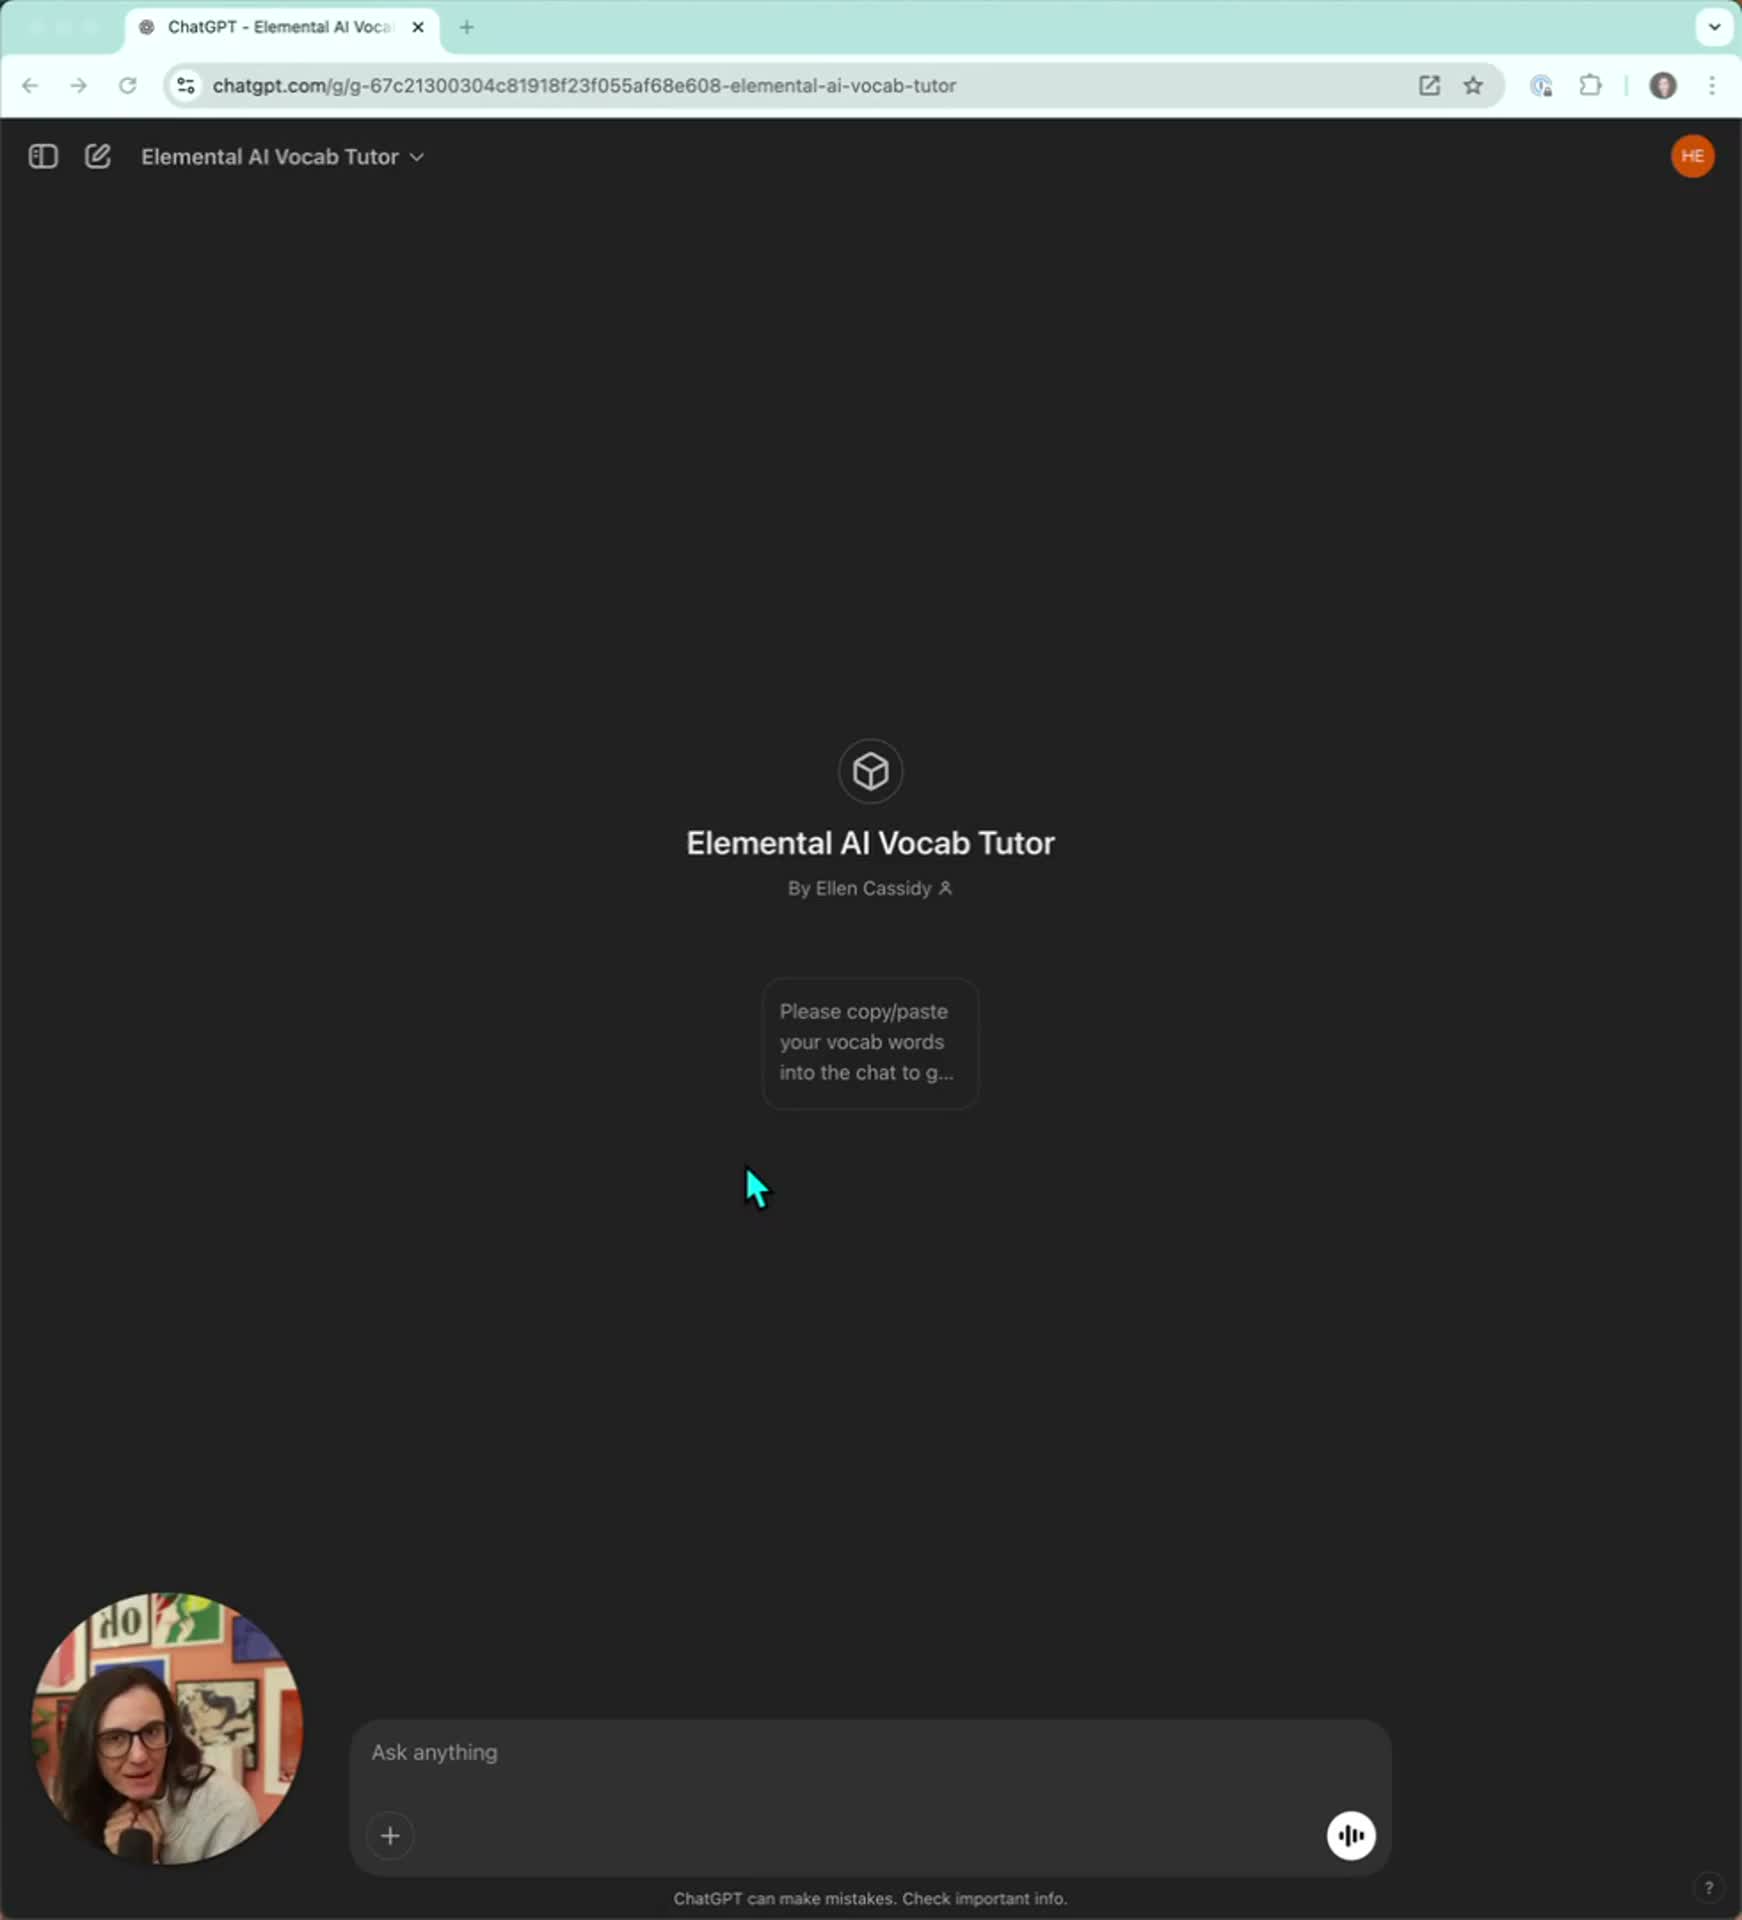 ChatGPT - Elemental AI Voca
chatgpt.com/g/g-67c21300304c81918f23f055af68e608-elemental-ai-vocab-tutor
Elemental AI Vocab Tutor
HE
Elemental AI Vocab Tutor
By Ellen Cassidy
Please copy/paste
your vocab words
into the chat to g...
ok
Ask anything
ChatGPT can make mistakes. Check important info.
?